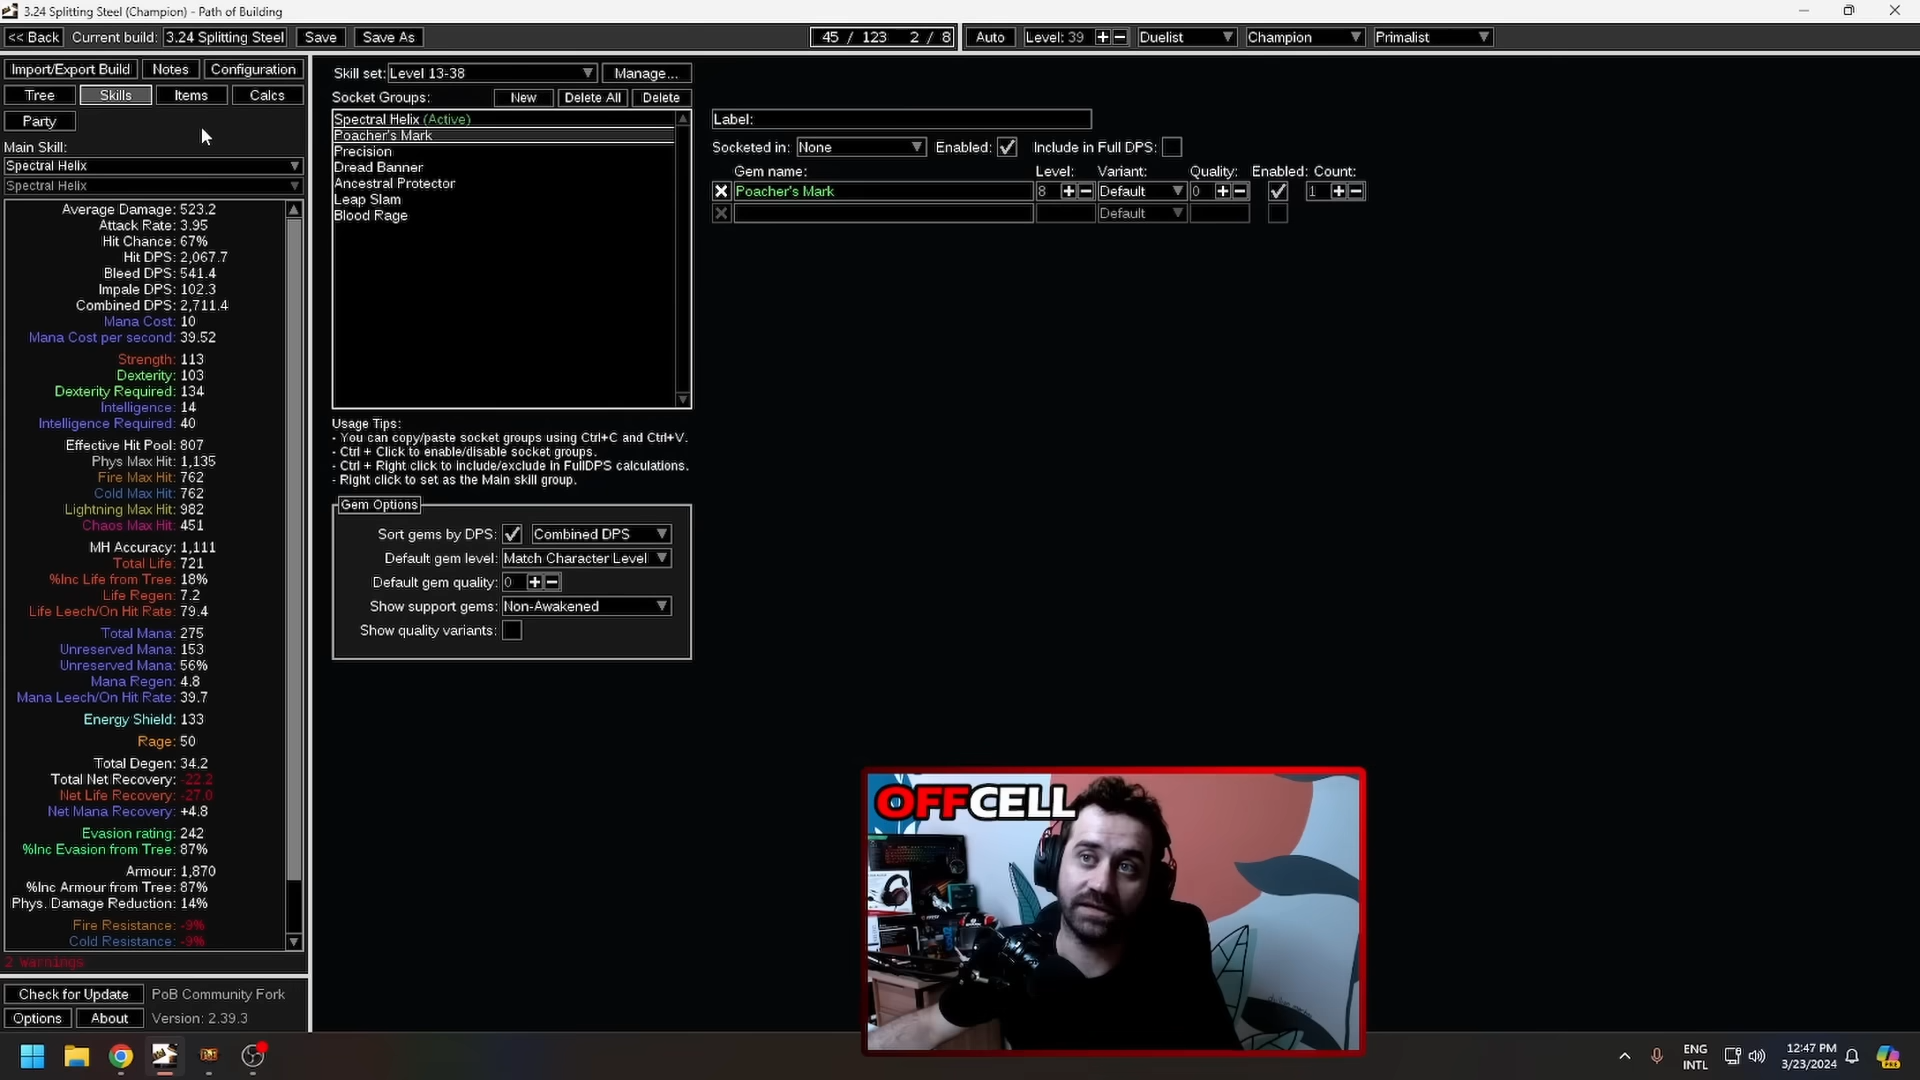 3.24 Splitting Steel (Champion) - Path of Building
<< Back Current build: 3.24 Splitting Steel Save Save As 45 / 123 2 / 8 Auto Level: 39 Duelist Champion Primalist
Import/Export Build Notes Configuration
Tree Skills Items Calcs
Party
Main Skill:
Spectral Helix
Spectral Helix
Average Damage: 523.2
Attack Rate: 3.95
Hit Chance: 67%
Hit DPS: 2,067.7
Bleed DPS: 541.4
Impale DPS: 102.3
Combined DPS: 2,711.4
Mana Cost: 10
Mana Cost per second: 39.52
Strength: 113
Dexterity: 103
Dexterity Required: 134
Intelligence: 14
Intelligence Required: 40
Effective Hit Pool: 807
Phys Max Hit: 1,135
Fire Max Hit: 762
Cold Max Hit: 762
Lightning Max Hit: 982
Chaos Max Hit: 451
MH Accuracy: 1,111
Total Life: 721
%Inc Life from Tree: 18%
Life Regen: 7.2
Life Leech/On Hit Rate: 79.4
Total Mana: 275
Unreserved Mana: 153
Unreserved Mana: 56%
Mana Regen: 4.8
Mana Leech/On Hit Rate: 39.7
Energy Shield: 133
Rage: 50
Total Degen: 34.2
Total Net Recovery: -22.2
Net Life Recovery: -27.0
Net Mana Recovery: +4.8
Evasion rating: 242
%Inc Evasion from Tree: 87%
Armour: 1,870
%Inc Armour from Tree: 87%
Phys. Damage Reduction: 14%
Fire Resistance: -9%
Cold Resistance: -9%
2 Warnings
Check for Update PoB Community Fork
Options About Version: 2.39.3
Skill set: Level 13-38 Manage...
Socket Groups: New Delete All Delete
Spectral Helix (Active)
Poacher's Mark
Precision
Dread Banner
Ancestral Protector
Leap Slam
Blood Rage
Usage Tips:
- You can copy/paste socket groups using Ctrl+C and Ctrl+V.
- Ctrl + Click to enable/disable socket groups.
- Ctrl + Right click to include/exclude in FullDPS calculations.
- Right click to set as the Main skill group.
Gem Options
Sort gems by DPS: Combined DPS
Default gem level: Match Character Level
Default gem quality: 0
Show support gems: Non-Awakened
Show quality variants:
Label:
Socketed in: None Enabled: Include in Full DPS:
Gem name: Level: Variant: Quality: Enabled: Count:
Poacher's Mark 8 Default 0 1
Default
OFFCELL
ENG
INTL
12:47 PM
3/23/2024